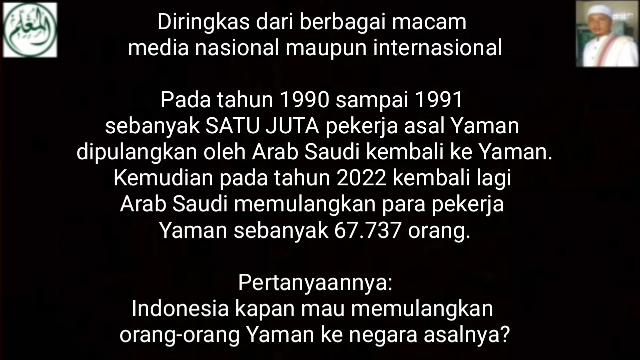 المعلم
Diringkas dari berbagai macam
media nasional maupun internasional
Pada tahun 1990 sampai 1991
sebanyak SATU JUTA pekerja asal Yaman
dipulangkan oleh Arab Saudi kembali ke Yaman.
Kemudian pada tahun 2022 kembali lagi
Arab Saudi memulangkan para pekerja
Yaman sebanyak 67.737 orang.
Pertanyaannya:
Indonesia kapan mau memulangkan
orang-orang Yaman ke negara asalnya?